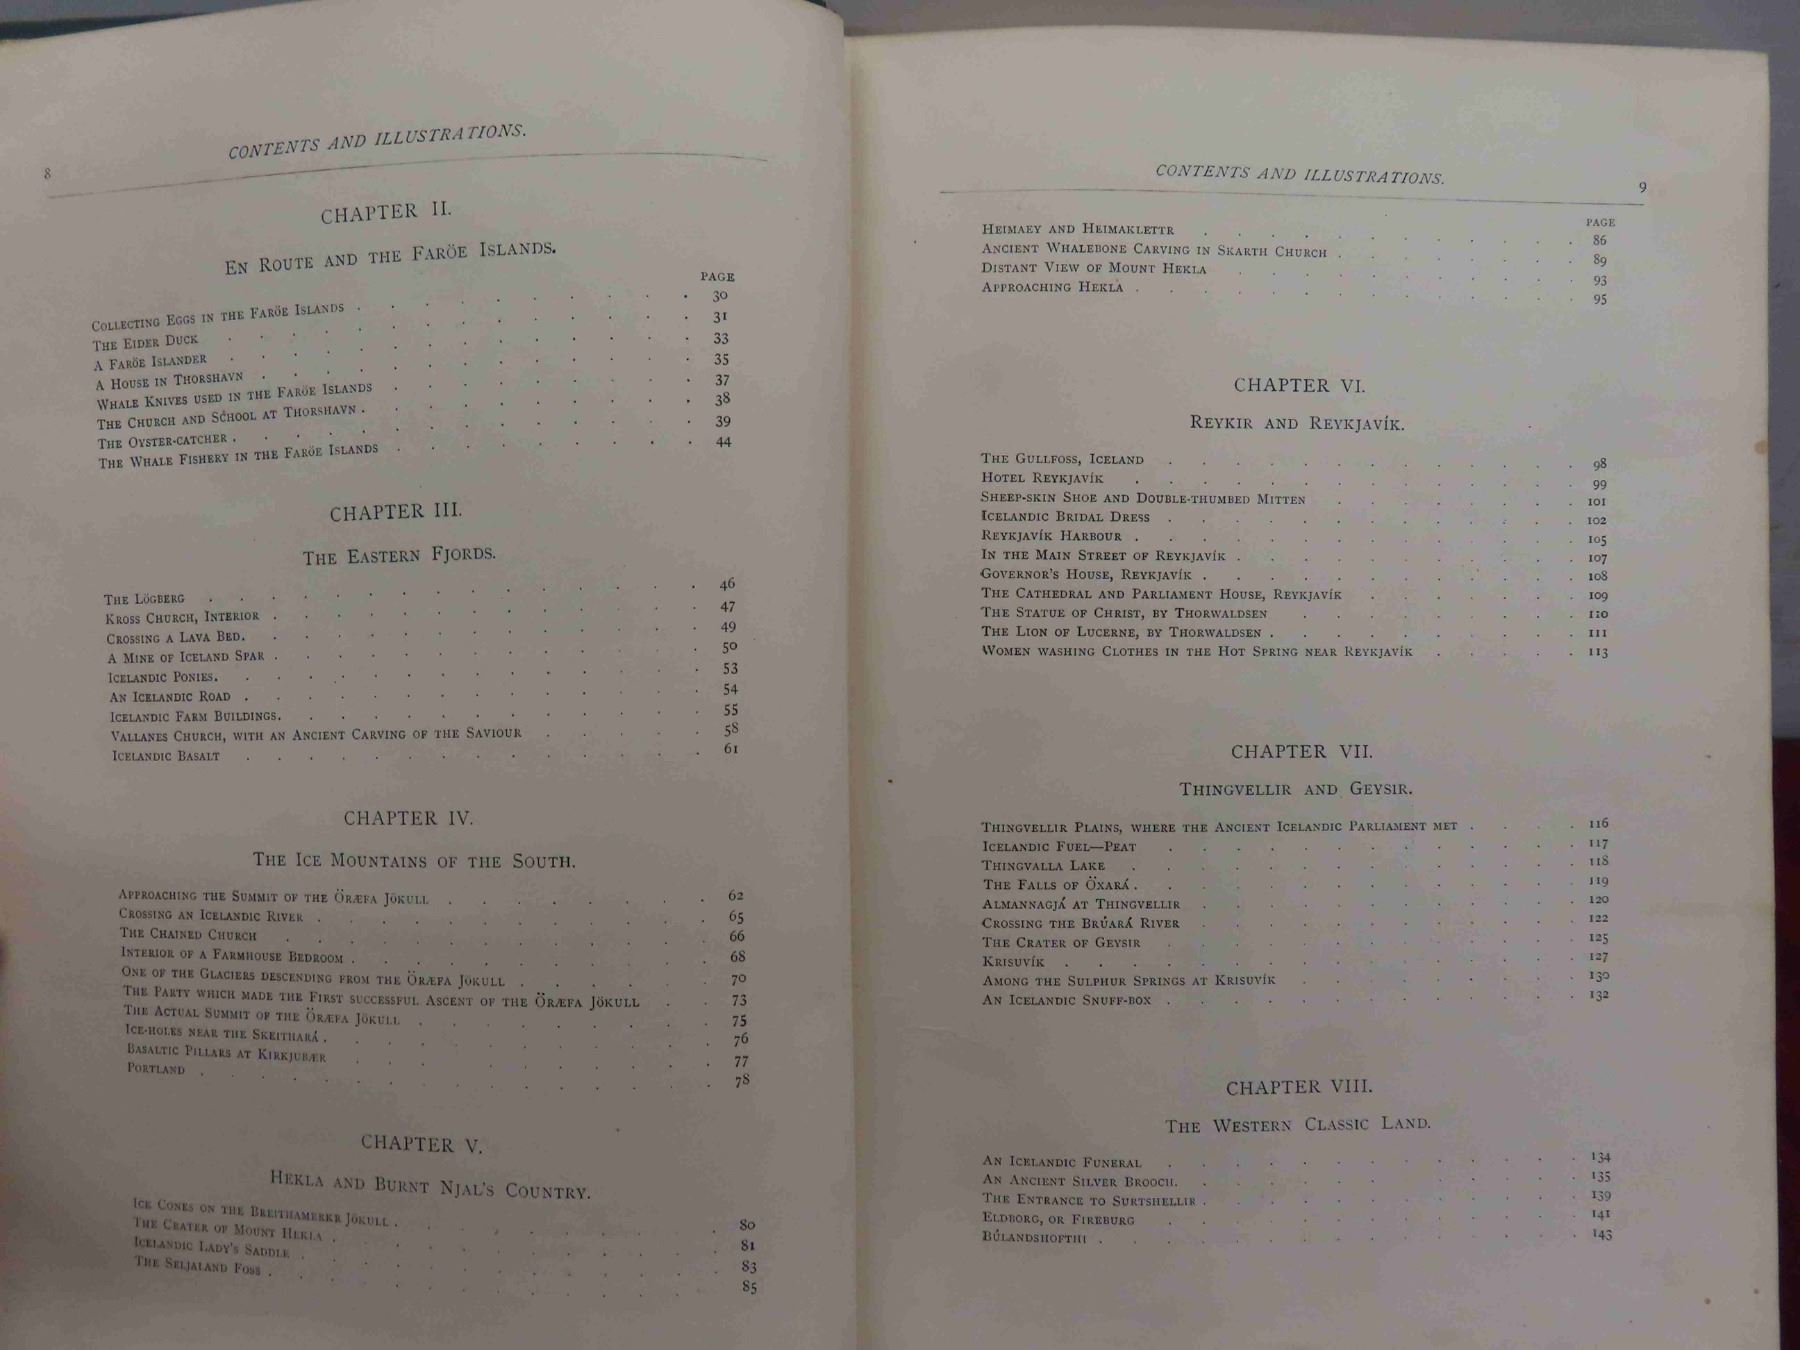 8
CONTENTS AND ILLUSTRATIONS.
CHAPTER II.
EN ROUTE AND THE FARÖE ISLANDS.
PAGE
COLLECTING EGGS IN THE FARÖE ISLANDS . . . . . . . . . . 30
THE EIDER DUCK . . . . . . . . . . 31
A FARÖE ISLANDER . . . . . . . . . . 33
A HOUSE IN THORSHAVN . . . . . . . . . . 35
WHALE KNIVES USED IN THE FARÖE ISLANDS . . . . . . . . . . 37
THE CHURCH AND SCHOOL AT THORSHAVN . . . . . . . . . . 38
THE OYSTER-CATCHER . . . . . . . . . . 39
THE WHALE FISHERY IN THE FARÖE ISLANDS . . . . . . . . . . 44
CHAPTER III.
THE EASTERN FJORDS.
THE LÖGBERG . . . . . . . . . . 46
KROSS CHURCH, INTERIOR . . . . . . . . . . 47
CROSSING A LAVA BED. . . . . . . . . . 49
A MINE OF ICELAND SPAR . . . . . . . . . . 50
ICELANDIC PONIES. . . . . . . . . . 53
AN ICELANDIC ROAD . . . . . . . . . . 54
ICELANDIC FARM BUILDINGS. . . . . . . . . . 55
VALLANES CHURCH, WITH AN ANCIENT CARVING OF THE SAVIOUR . . . . . 58
ICELANDIC BASALT . . . . . . . . . . 61
CHAPTER IV.
THE ICE MOUNTAINS OF THE SOUTH.
APPROACHING THE SUMMIT OF THE ÖRÆFA JÖKULL . . . . . . . . 62
CROSSING AN ICELANDIC RIVER . . . . . . . . . . 65
THE CHAINED CHURCH . . . . . . . . . . 66
INTERIOR OF A FARMHOUSE BEDROOM . . . . . . . . . . 68
ONE OF THE GLACIERS DESCENDING FROM THE ÖRÆFA JÖKULL . . . . . . 70
THE PARTY WHICH MADE THE FIRST SUCCESSFUL ASCENT OF THE ÖRÆFA JÖKULL . . 73
THE ACTUAL SUMMIT OF THE ÖRÆFA JÖKULL . . . . . . . . . 75
ICE-HOLES NEAR THE SKEITHARÁ . . . . . . . . . . 76
BASALTIC PILLARS AT KIRKJUBÆR . . . . . . . . . . 77
PORTLAND . . . . . . . . . . 78
CHAPTER V.
HEKLA AND BURNT NJAL'S COUNTRY.
ICE CONES ON THE BREITHAMERKR JÖKULL . . . . . . . . . . 80
THE CRATER OF MOUNT HEKLA . . . . . . . . . . 81
ICELANDIC LADY'S SADDLE . . . . . . . . . . 83
THE SELJALAND FOSS . . . . . . . . . . 85
CONTENTS AND ILLUSTRATIONS.
9
PAGE
HEIMAEY AND HEIMAKLETTR . . . . . . . . . . 86
ANCIENT WHALEBONE CARVING IN SKARTH CHURCH . . . . . . . . 89
DISTANT VIEW OF MOUNT HEKLA . . . . . . . . . . 93
APPROACHING HEKLA . . . . . . . . . . 95
CHAPTER VI.
REYKIR AND REYKJAVÍK.
THE GULLFOSS, ICELAND . . . . . . . . . . 98
HOTEL REYKJAVÍK . . . . . . . . . . 99
SHEEP-SKIN SHOE AND DOUBLE-THUMBED MITTEN . . . . . . . . 101
ICELANDIC BRIDAL DRESS . . . . . . . . . . 102
REYKJAVÍK HARBOUR . . . . . . . . . . 105
IN THE MAIN STREET OF REYKJAVÍK . . . . . . . . . . 107
GOVERNOR'S HOUSE, REYKJAVÍK . . . . . . . . . . 108
THE CATHEDRAL AND PARLIAMENT HOUSE, REYKJAVÍK . . . . . . . 109
THE STATUE OF CHRIST, BY THORWALDSEN . . . . . . . . . 110
THE LION OF LUCERNE, BY THORWALDSEN . . . . . . . . . 111
WOMEN WASHING CLOTHES IN THE HOT SPRING NEAR REYKJAVÍK . . . . . 113
CHAPTER VII.
THINGVELLIR AND GEYSIR.
THINGVELLIR PLAINS, WHERE THE ANCIENT ICELANDIC PARLIAMENT MET . . . . 116
ICELANDIC FUEL—PEAT . . . . . . . . . . 117
THINGVALLA LAKE . . . . . . . . . . 118
THE FALLS OF ÖXARÁ . . . . . . . . . . 119
ALMANNAGJÁ AT THINGVELLIR . . . . . . . . . . 120
CROSSING THE BRÚARÁ RIVER . . . . . . . . . . 122
THE CRATER OF GEYSIR . . . . . . . . . . 125
KRISUVÍK . . . . . . . . . . 127
AMONG THE SULPHUR SPRINGS AT KRISUVÍK . . . . . . . . . 130
AN ICELANDIC SNUFF-BOX . . . . . . . . . . 132
CHAPTER VIII.
THE WESTERN CLASSIC LAND.
AN ICELANDIC FUNERAL . . . . . . . . . . 134
AN ANCIENT SILVER BROOCH. . . . . . . . . . 135
THE ENTRANCE TO SURTSHELLIR . . . . . . . . . . 139
ELDBORG, OR FIREBURG . . . . . . . . . . 141
BÚLANDSHOFTHI . . . . . . . . . . 143